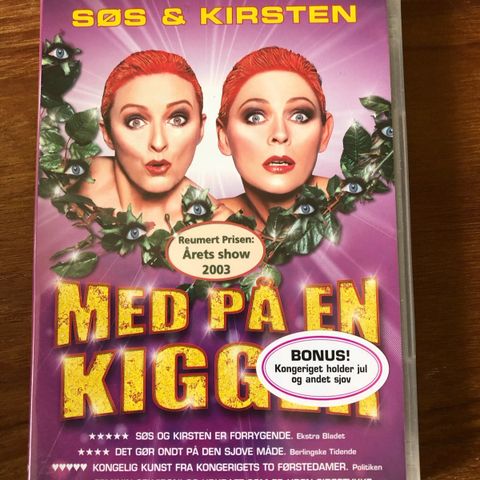 SØS & KIRSTEN
Reumert Prisen:
Årets show
2003
MED PÅ EN
KIGGER
BONUS!
Kongeriget holder jul
og andet sjov
★★★★★ SØS OG KIRSTEN ER FORRYGENDE. Ekstra Bladet
★★★★ DET GØR ONDT PÅ DEN SJOVE MÅDE. Berlingske Tidende
♥♥♥♥♥ KONGELIG KUNST FRA KONGERIGETS TO FØRSTEDAMER. Politiken